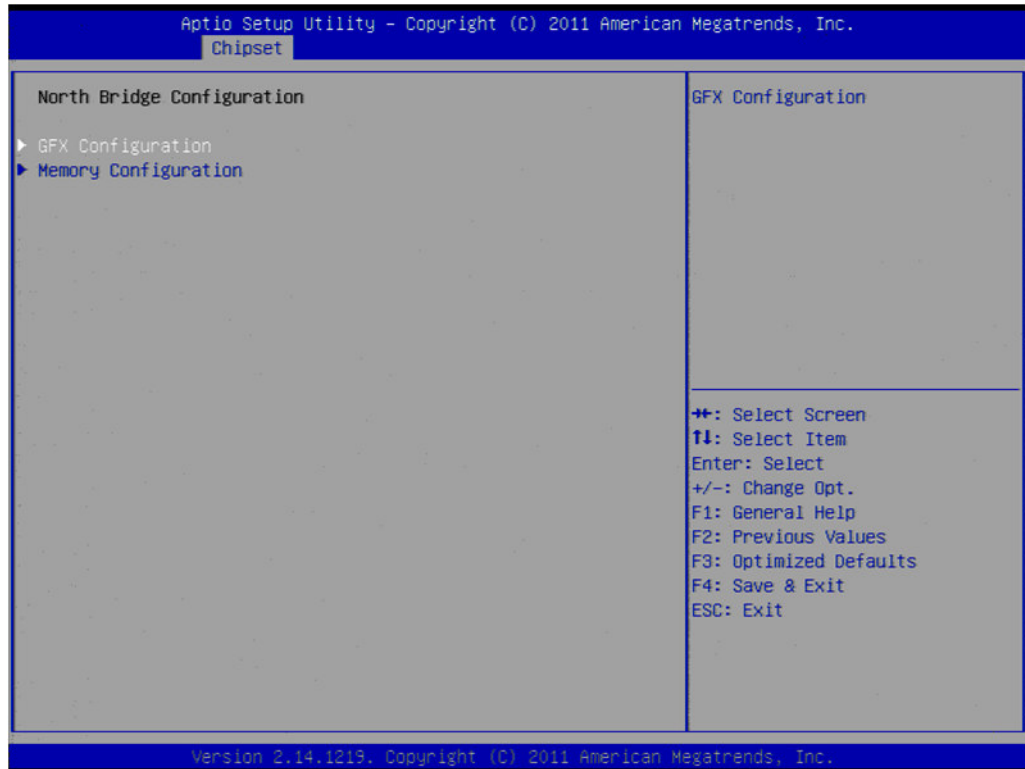 Aptio Setup Utility – Copyright (C) 2011 American Megatrends, Inc.
Chipset
North Bridge Configuration
▶ GFX Configuration
▶ Memory Configuration
GFX Configuration
→←: Select Screen
↑↓: Select Item
Enter: Select
+/-: Change Opt.
F1: General Help
F2: Previous Values
F3: Optimized Defaults
F4: Save & Exit
ESC: Exit
Version 2.14.1219. Copyright (C) 2011 American Megatrends, Inc.